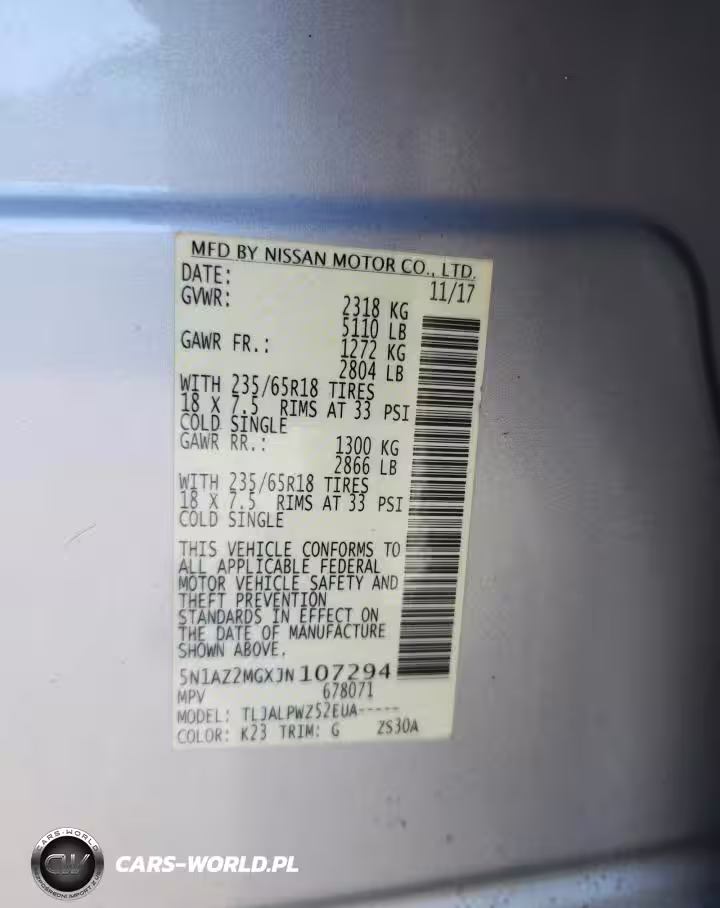 MFD BY NISSAN MOTOR CO., LTD.
DATE: 11/17
GVWR: 2318 KG
5110 LB
GAWR FR.: 1272 KG
2804 LB
WITH 235/65R18 TIRES
18 X 7.5 RIMS AT 33 PSI
COLD SINGLE
GAWR RR.: 1300 KG
2866 LB
WITH 235/65R18 TIRES
18 X 7.5 RIMS AT 33 PSI
COLD SINGLE
THIS VEHICLE CONFORMS TO
ALL APPLICABLE FEDERAL
MOTOR VEHICLE SAFETY AND
THEFT PREVENTION
STANDARDS IN EFFECT ON
THE DATE OF MANUFACTURE
SHOWN ABOVE.
5N1AZ2MGXJN107294
MPV 678071
MODEL: TLJALPWZ52EUA-----
COLOR: K23 TRIM: G ZS30A
CARS-WORLD
CW
CARS-WORLD.PL